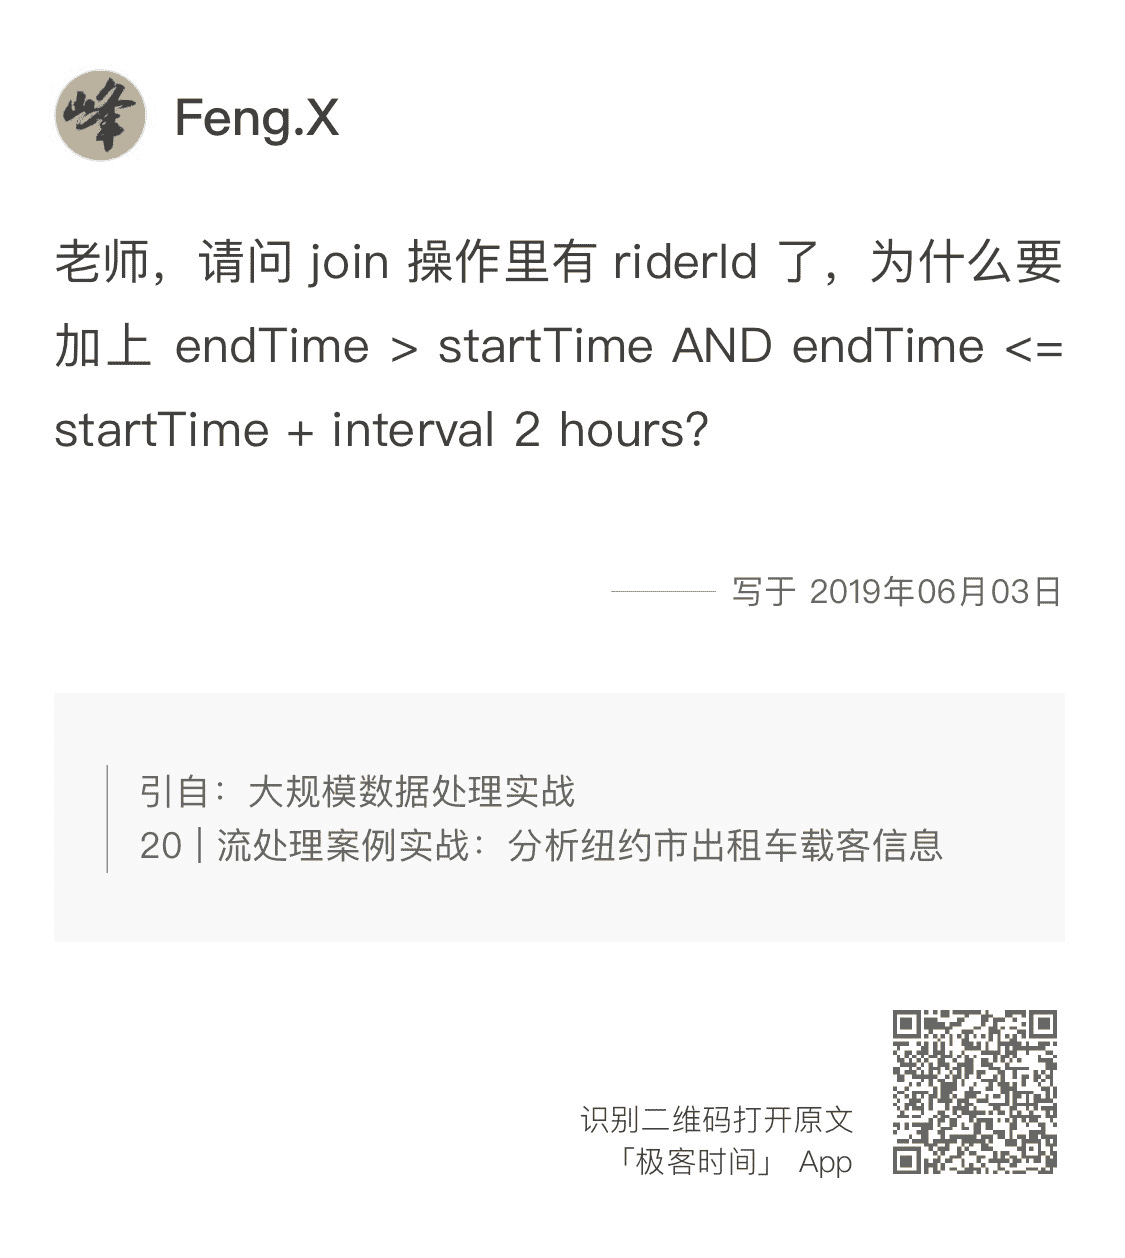 峰
Feng.X
老师，请问 join 操作里有 riderId 了，为什么要
加上 endTime > startTime AND endTime <=
startTime + interval 2 hours?
写于 2019年06月03日
引自：大规模数据处理实战
20 | 流处理案例实战：分析纽约市出租车载客信息
识别二维码打开原文
「极客时间」 App